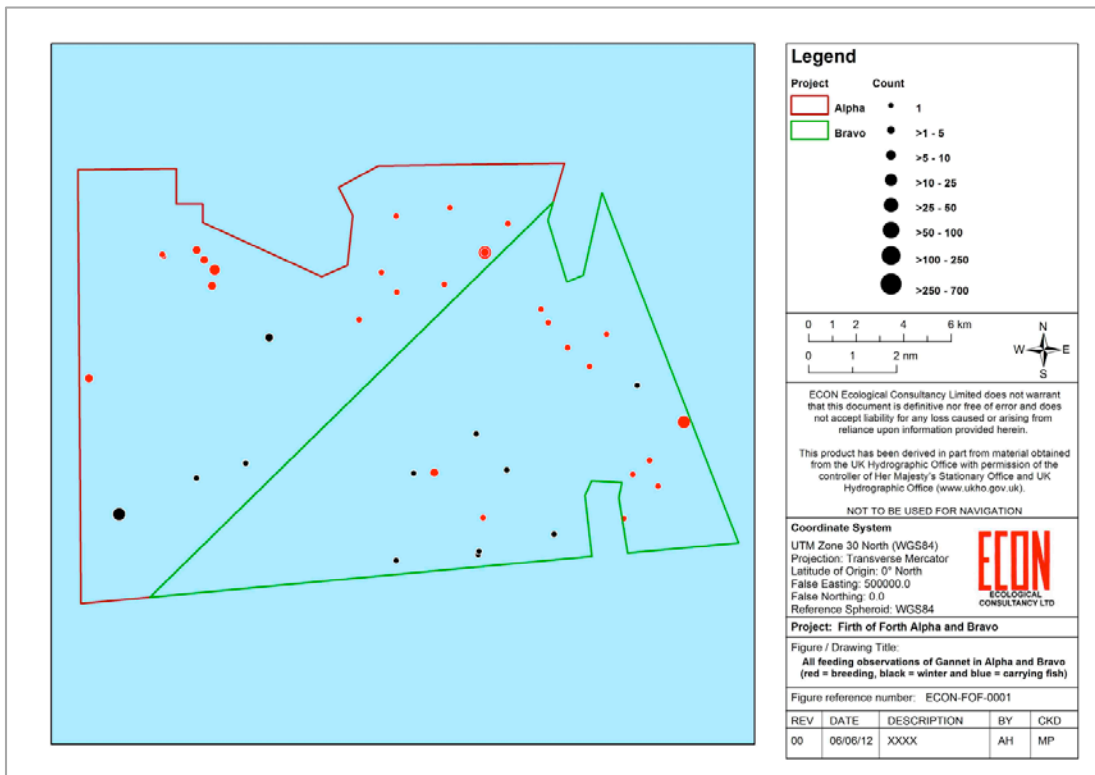 Legend
Project Count
Alpha 1
Bravo >1 - 5
>5 - 10
>10 - 25
>25 - 50
>50 - 100
>100 - 250
>250 - 700
0 1 2 4 6 km
0 1 2 nm
N
W E
S
ECON Ecological Consultancy Limited does not warrant
that this document is definitive nor free of error and does
not accept liability for any loss caused or arising from
reliance upon information provided herein.
This product has been derived in part from material obtained
from the UK Hydrographic Office with permission of the
controller of Her Majesty's Stationary Office and UK
Hydrographic Office (www.ukho.gov.uk).
NOT TO BE USED FOR NAVIGATION
Coordinate System
UTM Zone 30 North (WGS84)
Projection: Transverse Mercator
Latitude of Origin: 0° North
False Easting: 500000.0
False Northing: 0.0
Reference Spheroid: WGS84
ECON
ECOLOGICAL
CONSULTANCY LTD
Project: Firth of Forth Alpha and Bravo
Figure / Drawing Title:
All feeding observations of Gannet in Alpha and Bravo
(red = breeding, black = winter and blue = carrying fish)
Figure reference number: ECON-FOF-0001
REV DATE DESCRIPTION BY CKD
00 06/06/12 XXXX AH MP